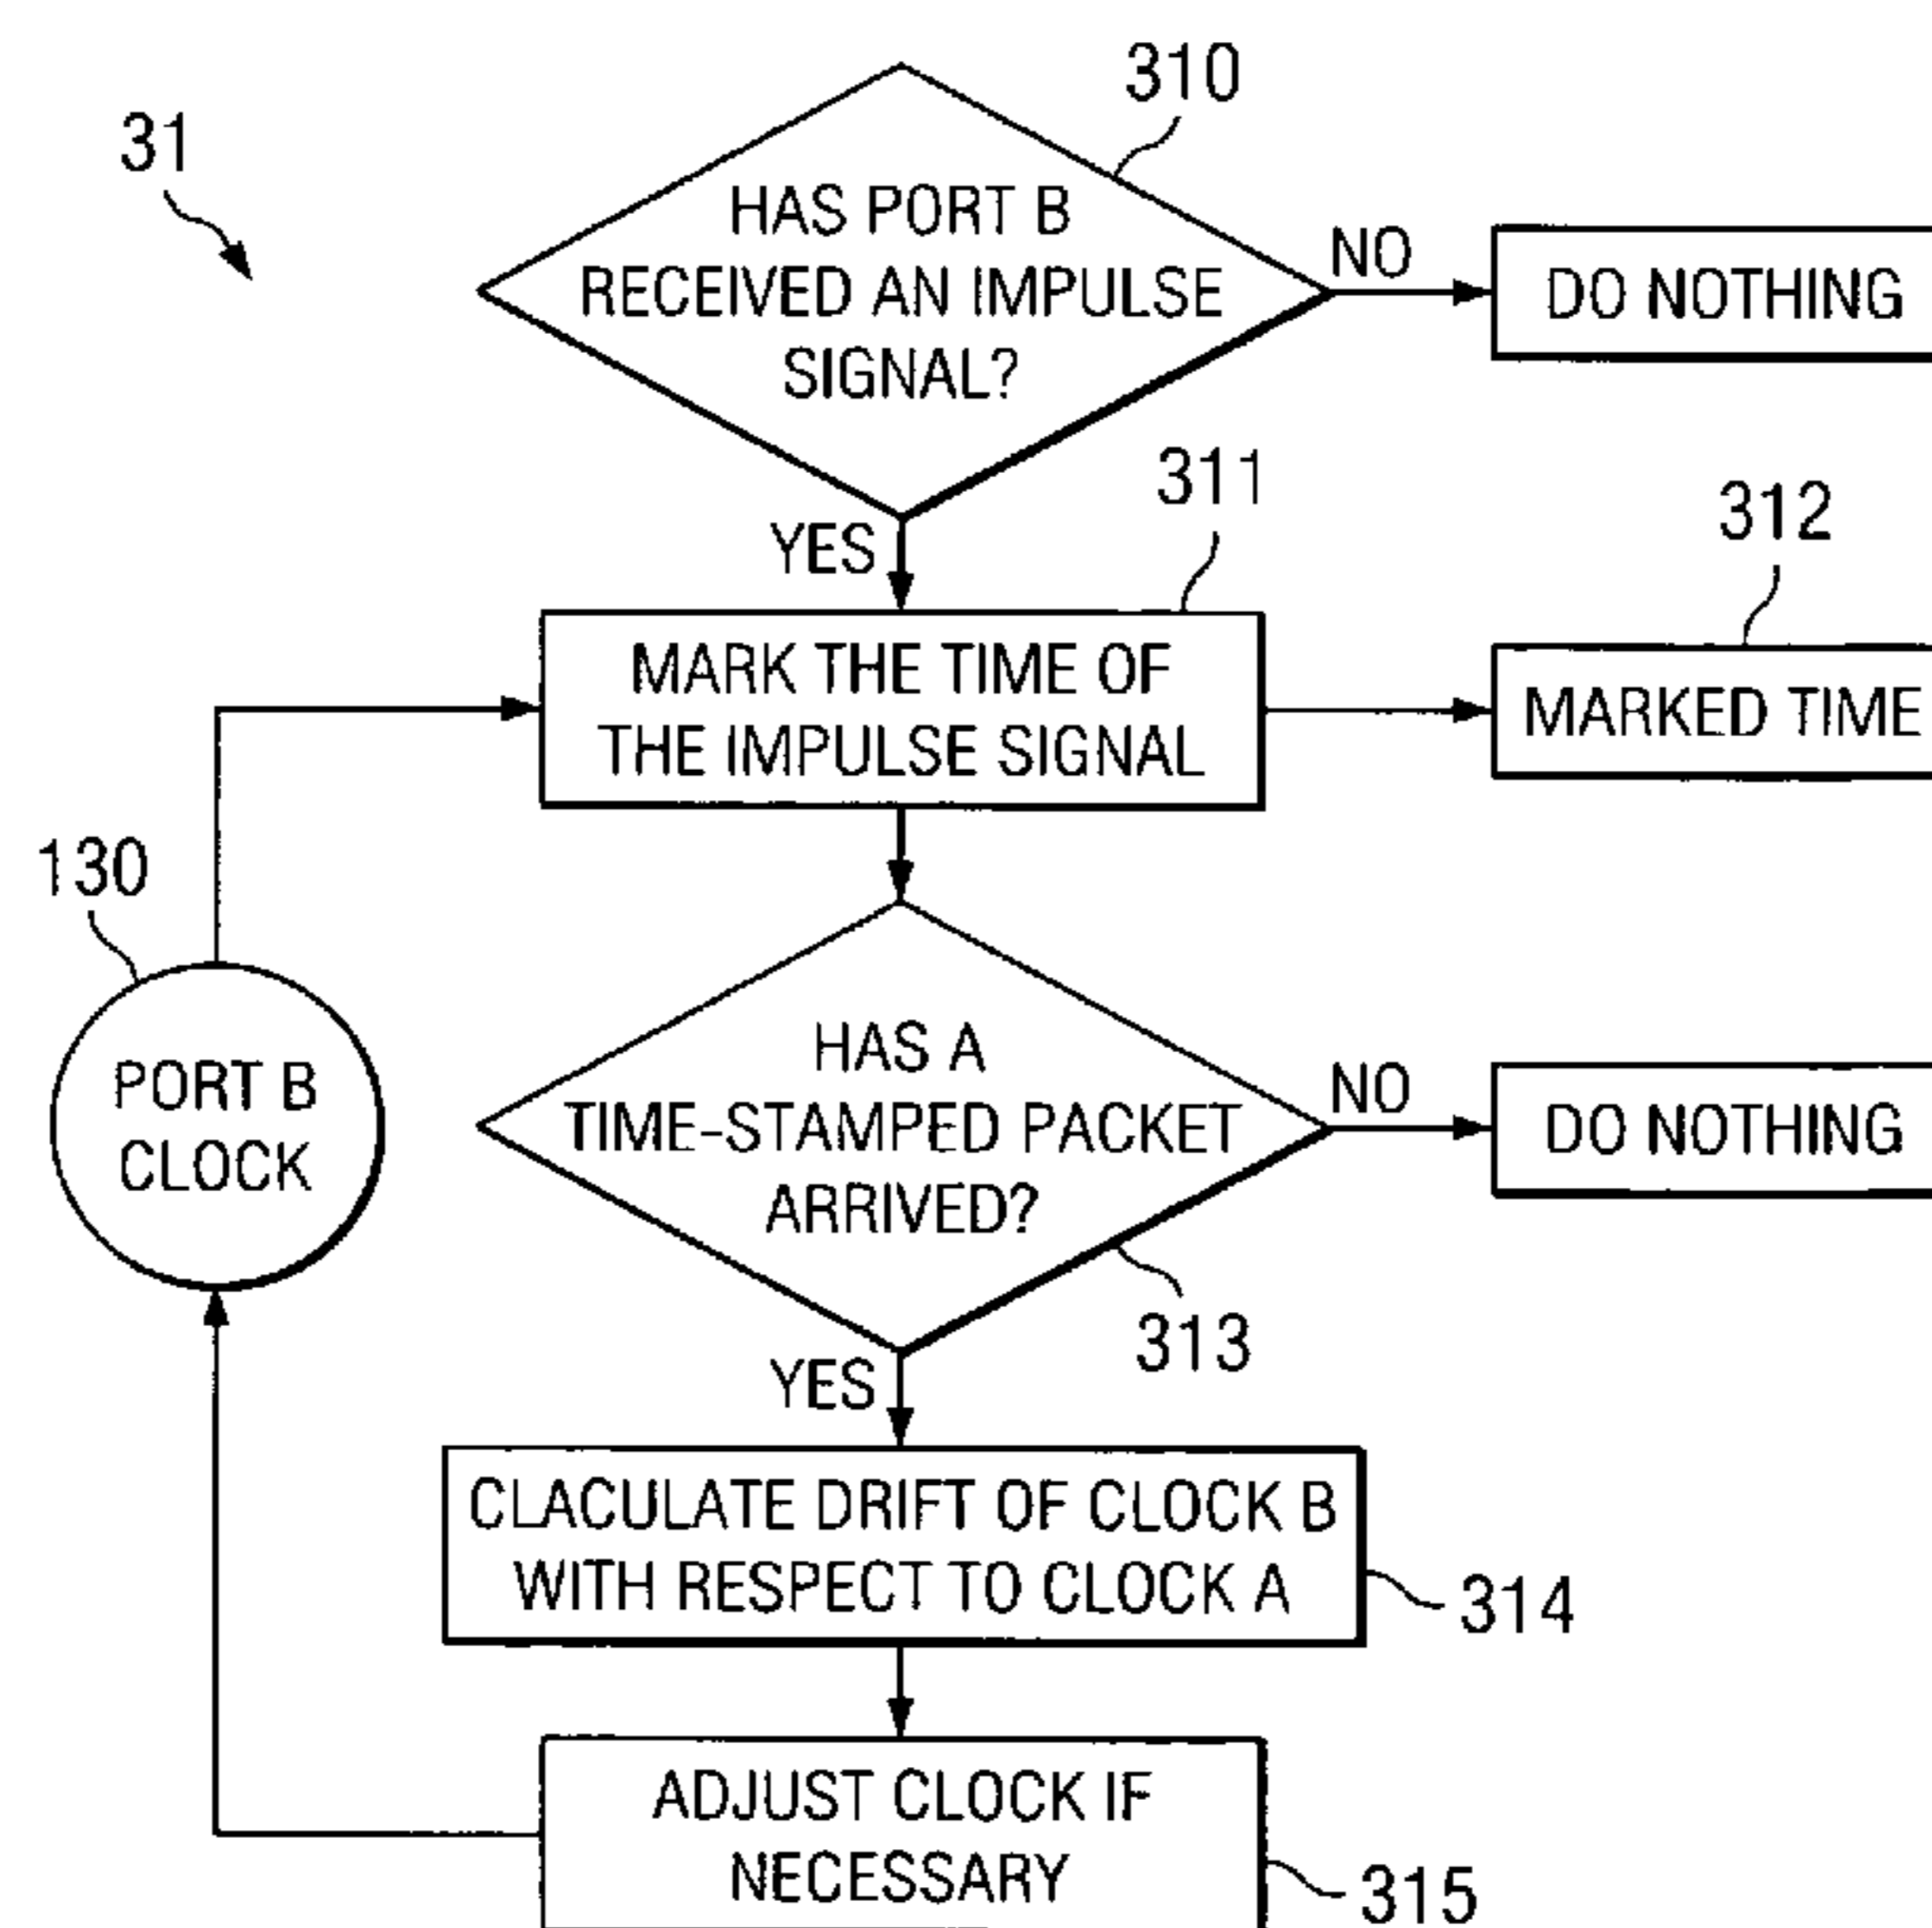 310
31
HAS PORT B
RECEIVED AN IMPULSE
SIGNAL?
NO
DO NOTHING
YES
311
312
MARK THE TIME OF
THE IMPULSE SIGNAL
MARKED TIME
130
PORT B
CLOCK
HAS A
TIME-STAMPED PACKET
ARRIVED?
NO
DO NOTHING
313
YES
CLACULATE DRIFT OF CLOCK B
WITH RESPECT TO CLOCK A
314
ADJUST CLOCK IF
NECESSARY
315